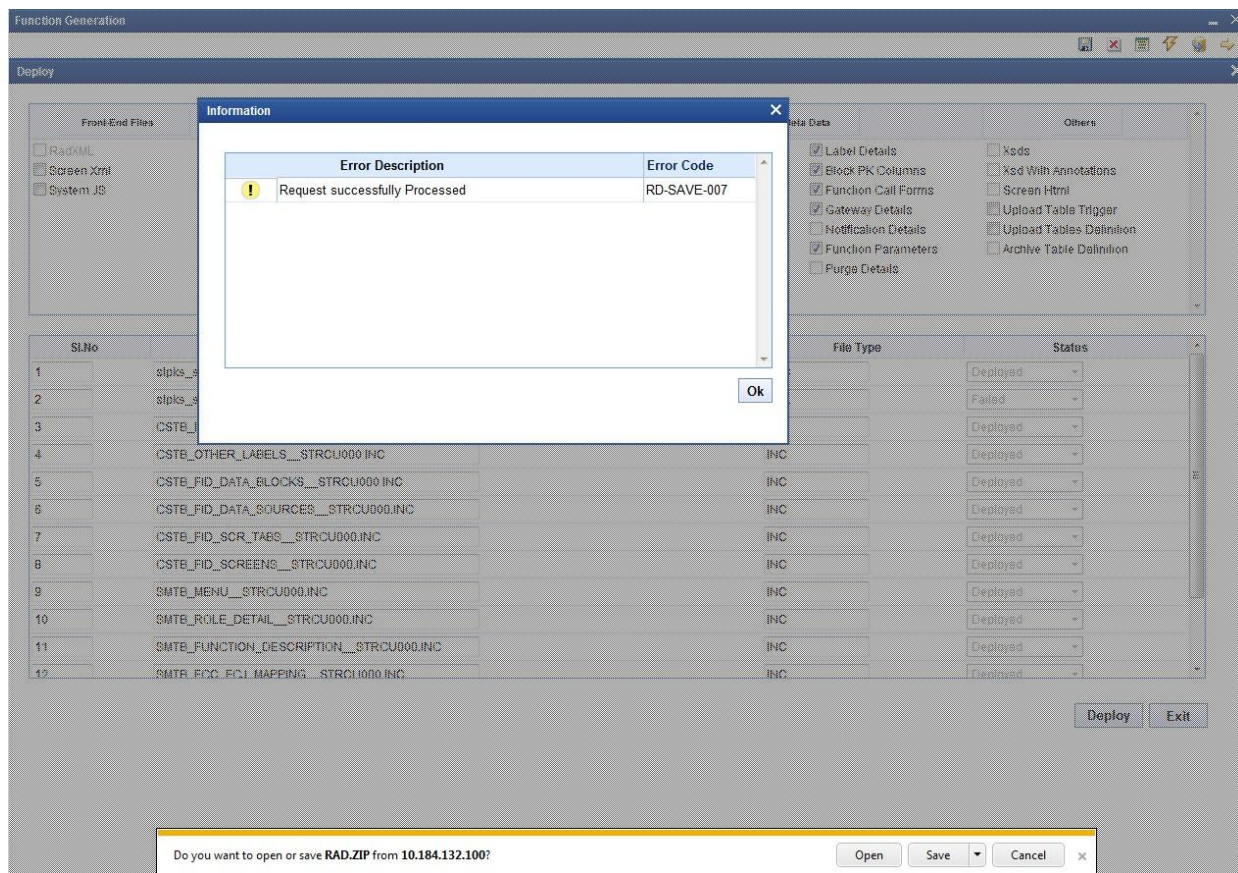 Function Generation
Deploy
Front-End Files
RadXML
Screen Xml
System JS
Data
Label Details
Block PK Columns
Function Call Forms
Gateway Details
Notification Details
Function Parameters
Purge Details
Others
Xsds
Xsd With Annotations
Screen Html
Upload Table Trigger
Upload Tables Definition
Archive Table Definition
Information
Error Description Error Code
Request successfully Processed RD-SAVE-007
Ok
Sl.No File Type Status
1 Deployed
2 Failed
3 Deployed
4 CSTB_OTHER_LABELS__STRCU000.INC INC Deployed
5 CSTB_FID_DATA_BLOCKS__STRCU000.INC INC Deployed
6 CSTB_FID_DATA_SOURCES__STRCU000.INC INC Deployed
7 CSTB_FID_SCR_TABS__STRCU000.INC INC Deployed
8 CSTB_FID_SCREENS__STRCU000.INC INC Deployed
9 SMTB_MENU__STRCU000.INC INC Deployed
10 SMTB_ROLE_DETAIL__STRCU000.INC INC Deployed
11 SMTB_FUNCTION_DESCRIPTION__STRCU000.INC INC Deployed
12 SMTB_FCC_FCJ_MAPPING__STRCU000.INC INC Deployed
Deploy Exit
Do you want to open or save RAD.ZIP from 10.184.132.100? Open Save Cancel